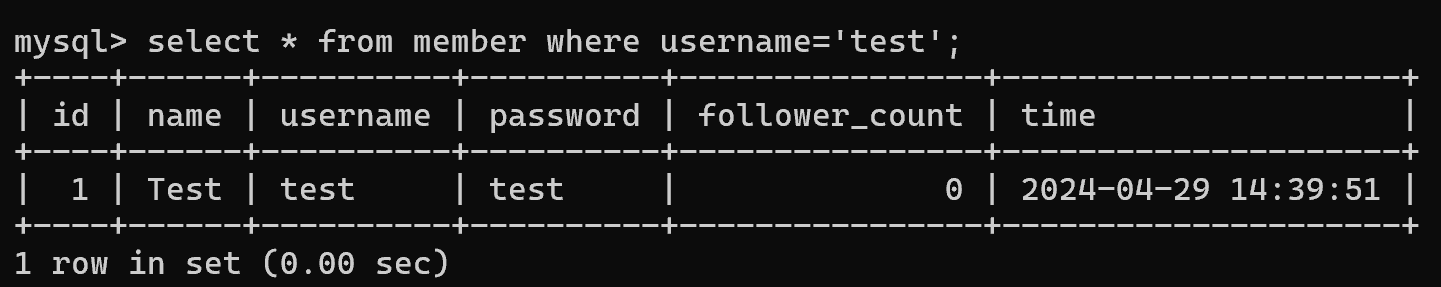 mysql> select * from member where username='test';
+----+------+----------+----------+----------------+---------------------+
| id | name | username | password | follower_count | time                |
+----+------+----------+----------+----------------+---------------------+
|  1 | Test | test     | test     |              0 | 2024-04-29 14:39:51 |
+----+------+----------+----------+----------------+---------------------+
1 row in set (0.00 sec)